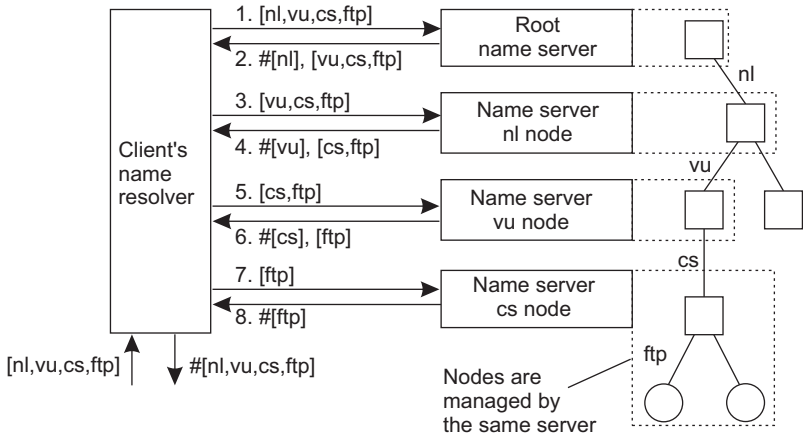 1. [nl,vu,cs,ftp]
Root
name server
2. #[nl], [vu,cs,ftp]
nl
3. [vu,cs,ftp]
Name server
nl node
4. #[vu], [cs,ftp]
Client's
name
resolver
vu
5. [cs,ftp]
Name server
vu node
6. #[cs], [ftp]
cs
7. [ftp]
Name server
cs node
8. #[ftp]
[nl,vu,cs,ftp]
#[nl,vu,cs,ftp]
ftp
Nodes are
managed by
the same server